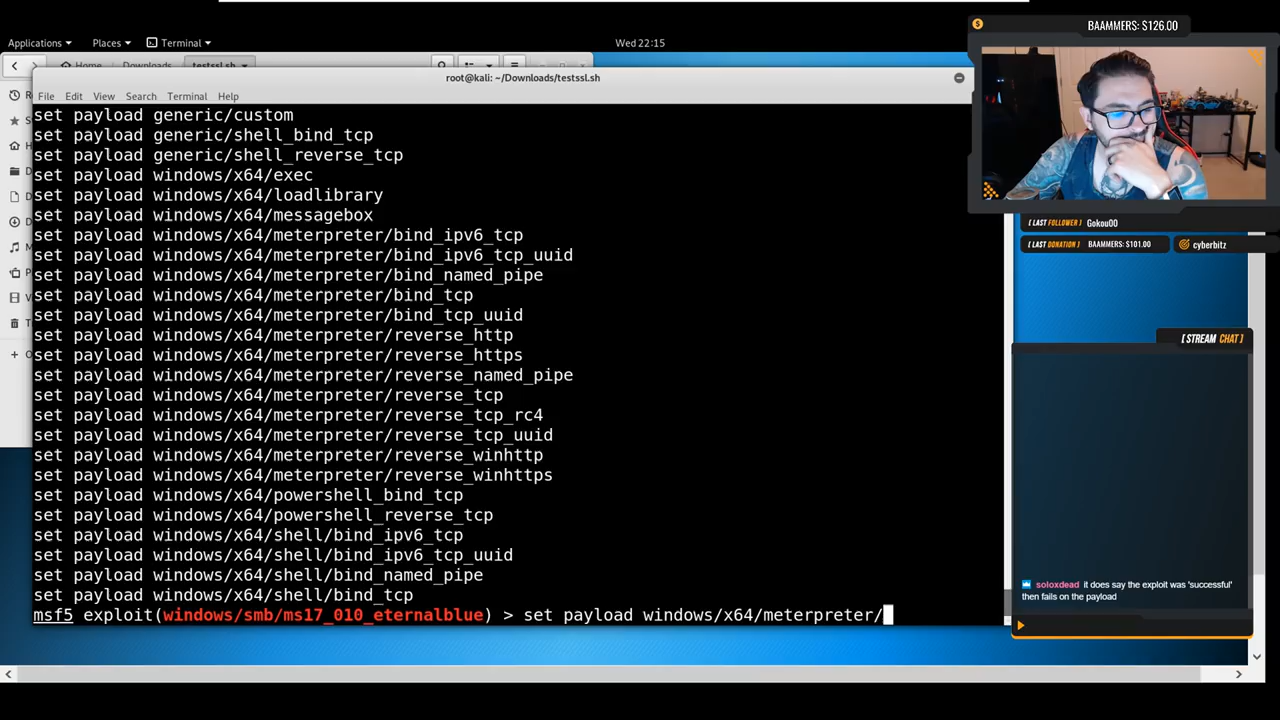 BAAMMERS: $126.00
Applications
Places
Terminal
Wed 22:15
Home
Downloads
testssl.sh
root@kali: ~/Downloads/testssl.sh
File Edit View Search Terminal Help
set payload generic/custom
set payload generic/shell_bind_tcp
set payload generic/shell_reverse_tcp
set payload windows/x64/exec
set payload windows/x64/loadlibrary
set payload windows/x64/messagebox
set payload windows/x64/meterpreter/bind_ipv6_tcp
set payload windows/x64/meterpreter/bind_ipv6_tcp_uuid
set payload windows/x64/meterpreter/bind_named_pipe
set payload windows/x64/meterpreter/bind_tcp
set payload windows/x64/meterpreter/bind_tcp_uuid
set payload windows/x64/meterpreter/reverse_http
set payload windows/x64/meterpreter/reverse_https
set payload windows/x64/meterpreter/reverse_named_pipe
set payload windows/x64/meterpreter/reverse_tcp
set payload windows/x64/meterpreter/reverse_tcp_rc4
set payload windows/x64/meterpreter/reverse_tcp_uuid
set payload windows/x64/meterpreter/reverse_winhttp
set payload windows/x64/meterpreter/reverse_winhttps
set payload windows/x64/powershell_bind_tcp
set payload windows/x64/powershell_reverse_tcp
set payload windows/x64/shell/bind_ipv6_tcp
set payload windows/x64/shell/bind_ipv6_tcp_uuid
set payload windows/x64/shell/bind_named_pipe
set payload windows/x64/shell/bind_tcp
msf5 exploit(windows/smb/ms17_010_eternalblue) > set payload windows/x64/meterpreter/
[ LAST FOLLOWER ] Gokou00
[ LAST DONATION ] BAAMMERS: $101.00
cyberbitz
[ STREAM CHAT ]
soloxdead it does say the exploit was 'successful'
then fails on the payload